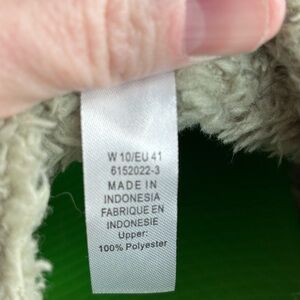 W 10/EU 41
6152022-3
MADE IN
INDONESIA
FABRIQUE EN
INDONESIE
Upper:
100% Polyester